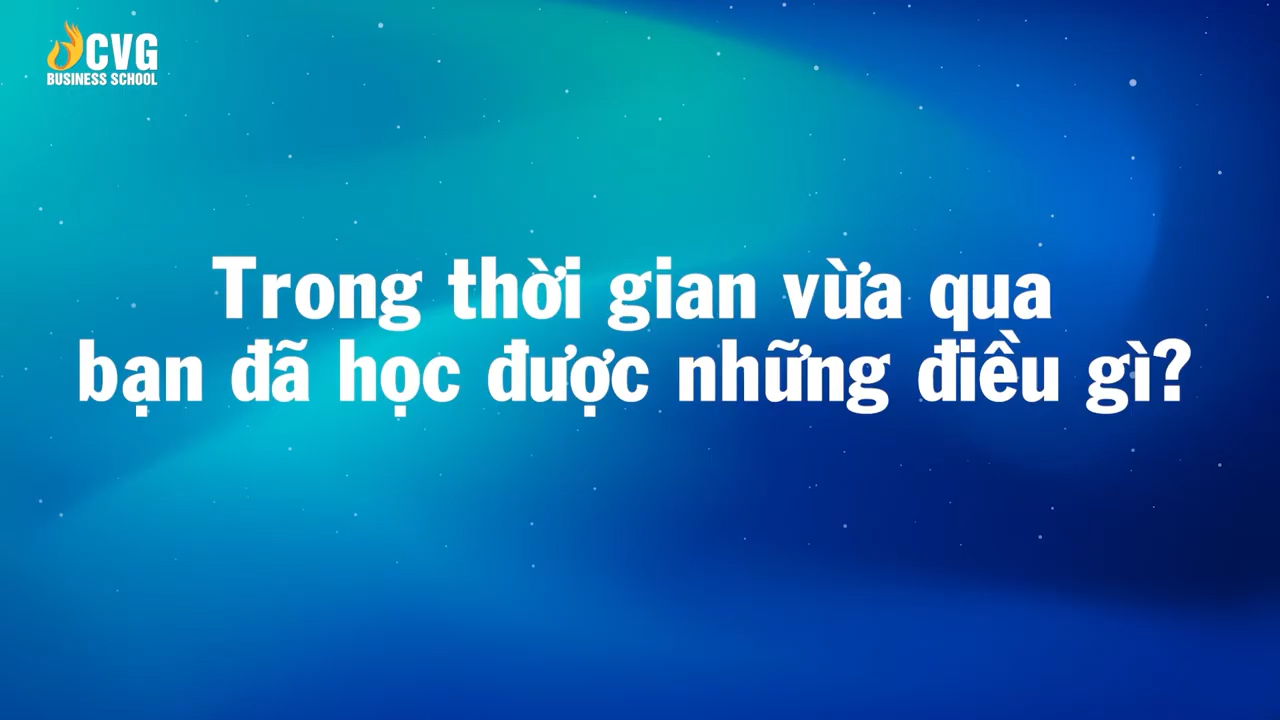 CVG
BUSINESS SCHOOL
Trong thời gian vừa qua
bạn đã học được những điều gì?